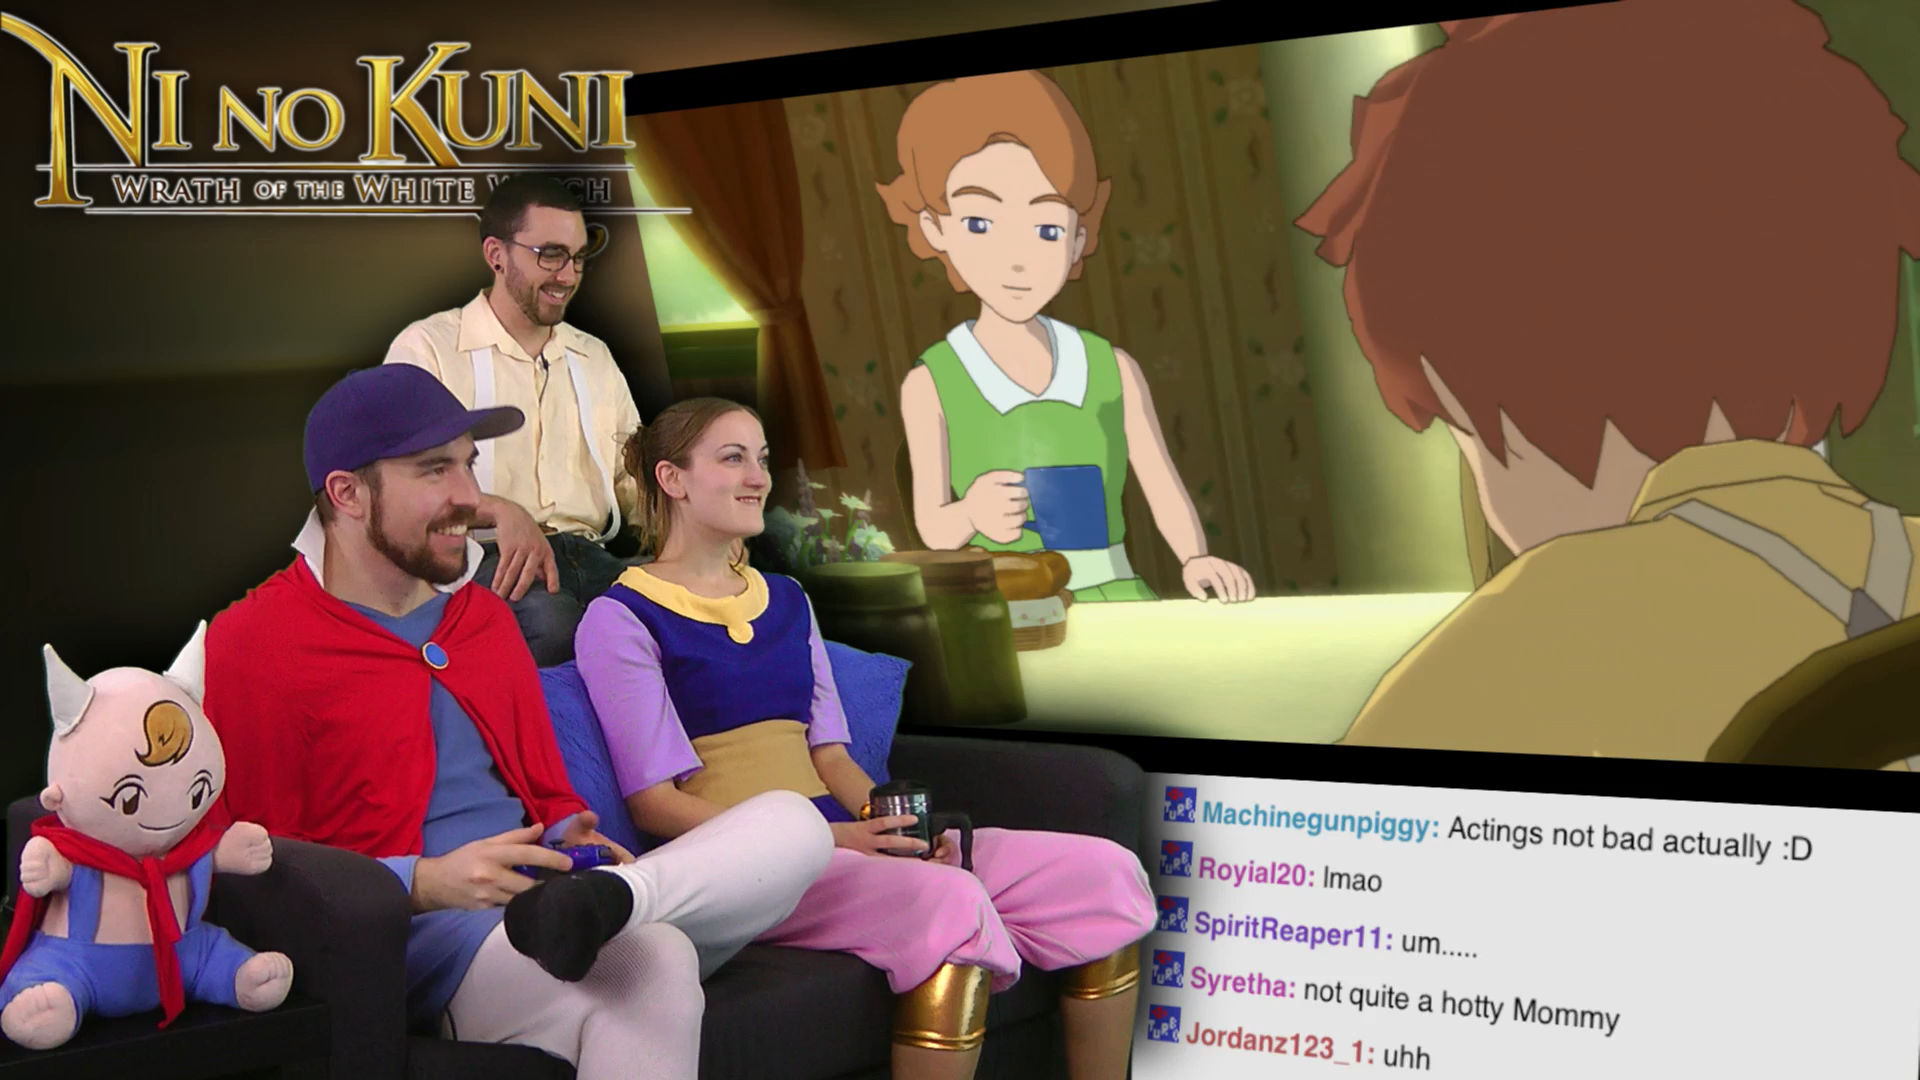 NI NO KUNI
WRATH OF THE WHITE
Machinegunpiggy: Actings not bad actually :D
Royial20: lmao
SpiritReaper11: um.....
Syretha: not quite a hotty Mommy
Jordanz123_1: uhh